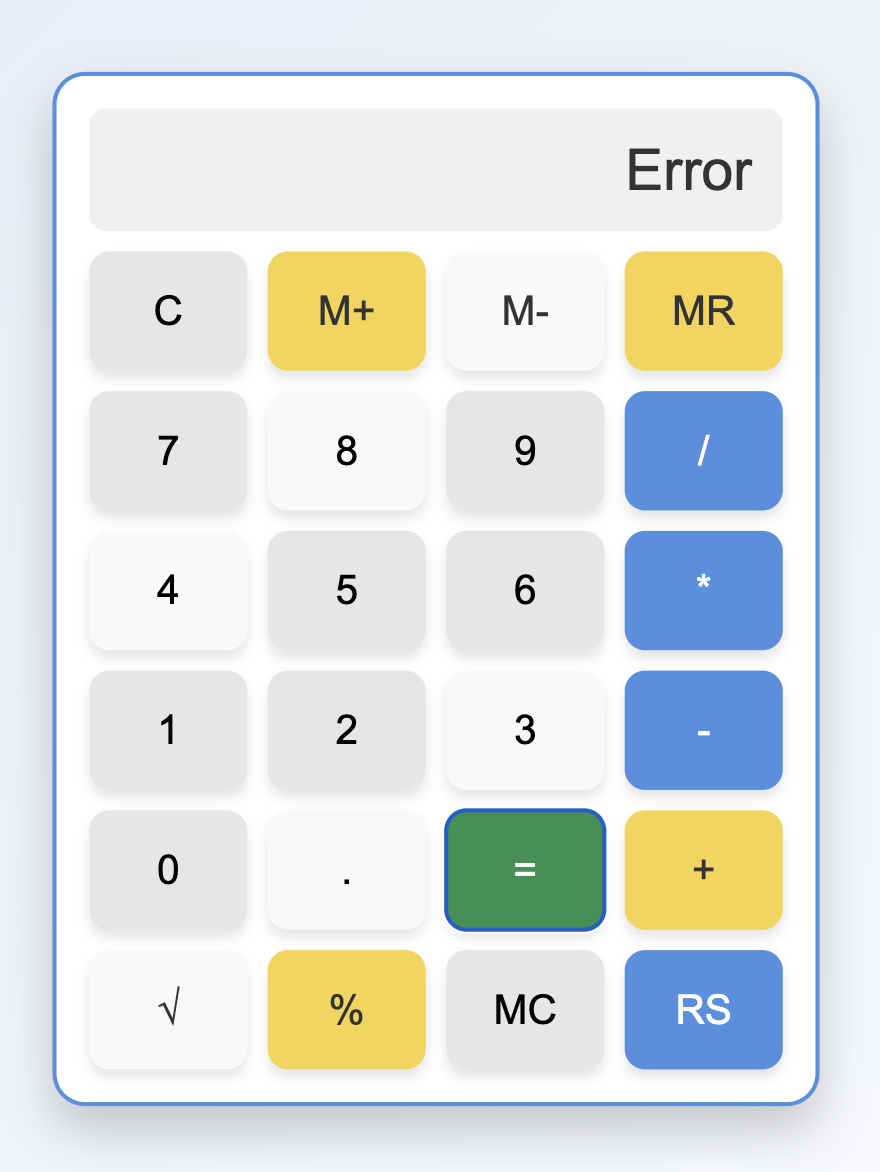 Error
C M+ M- MR
7 8 9 /
4 5 6 *
1 2 3 -
0 . = +
√ % MC RS